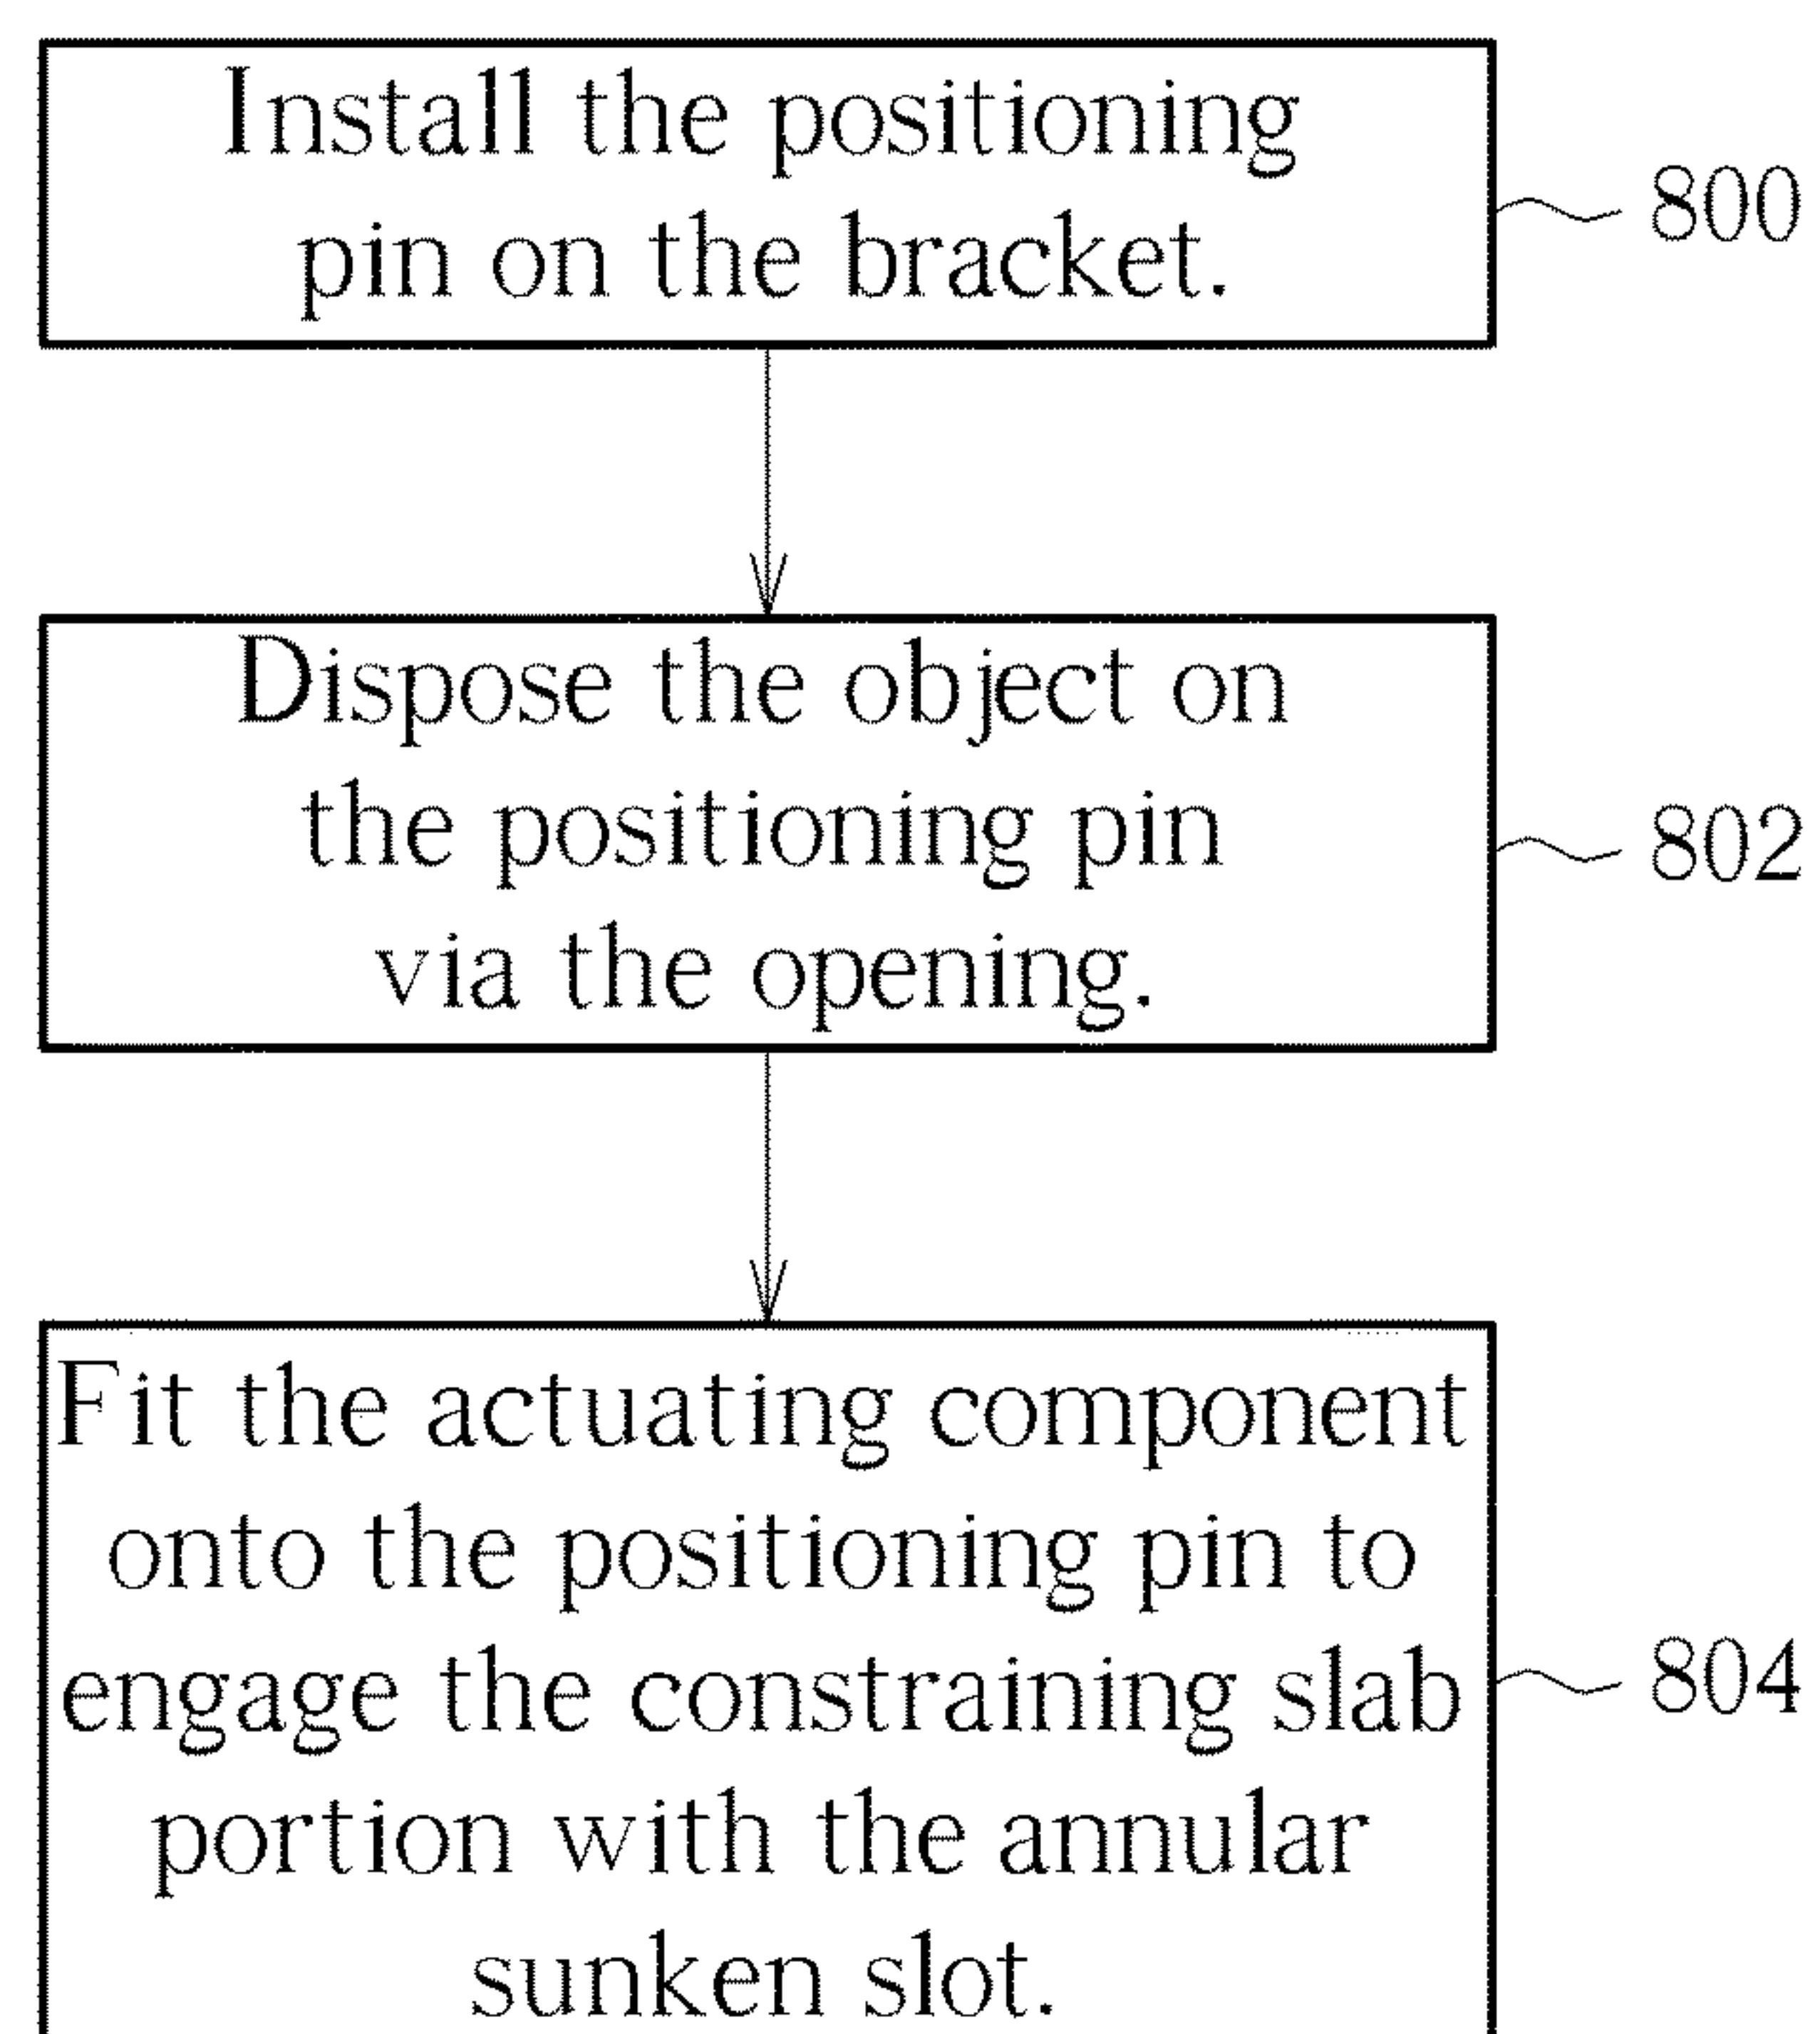 Install the positioning
pin on the bracket.
800
Dispose the object on
the positioning pin
via the opening.
802
Fit the actuating component
onto the positioning pin to
engage the constraining slab
portion with the annular
sunken slot.
804